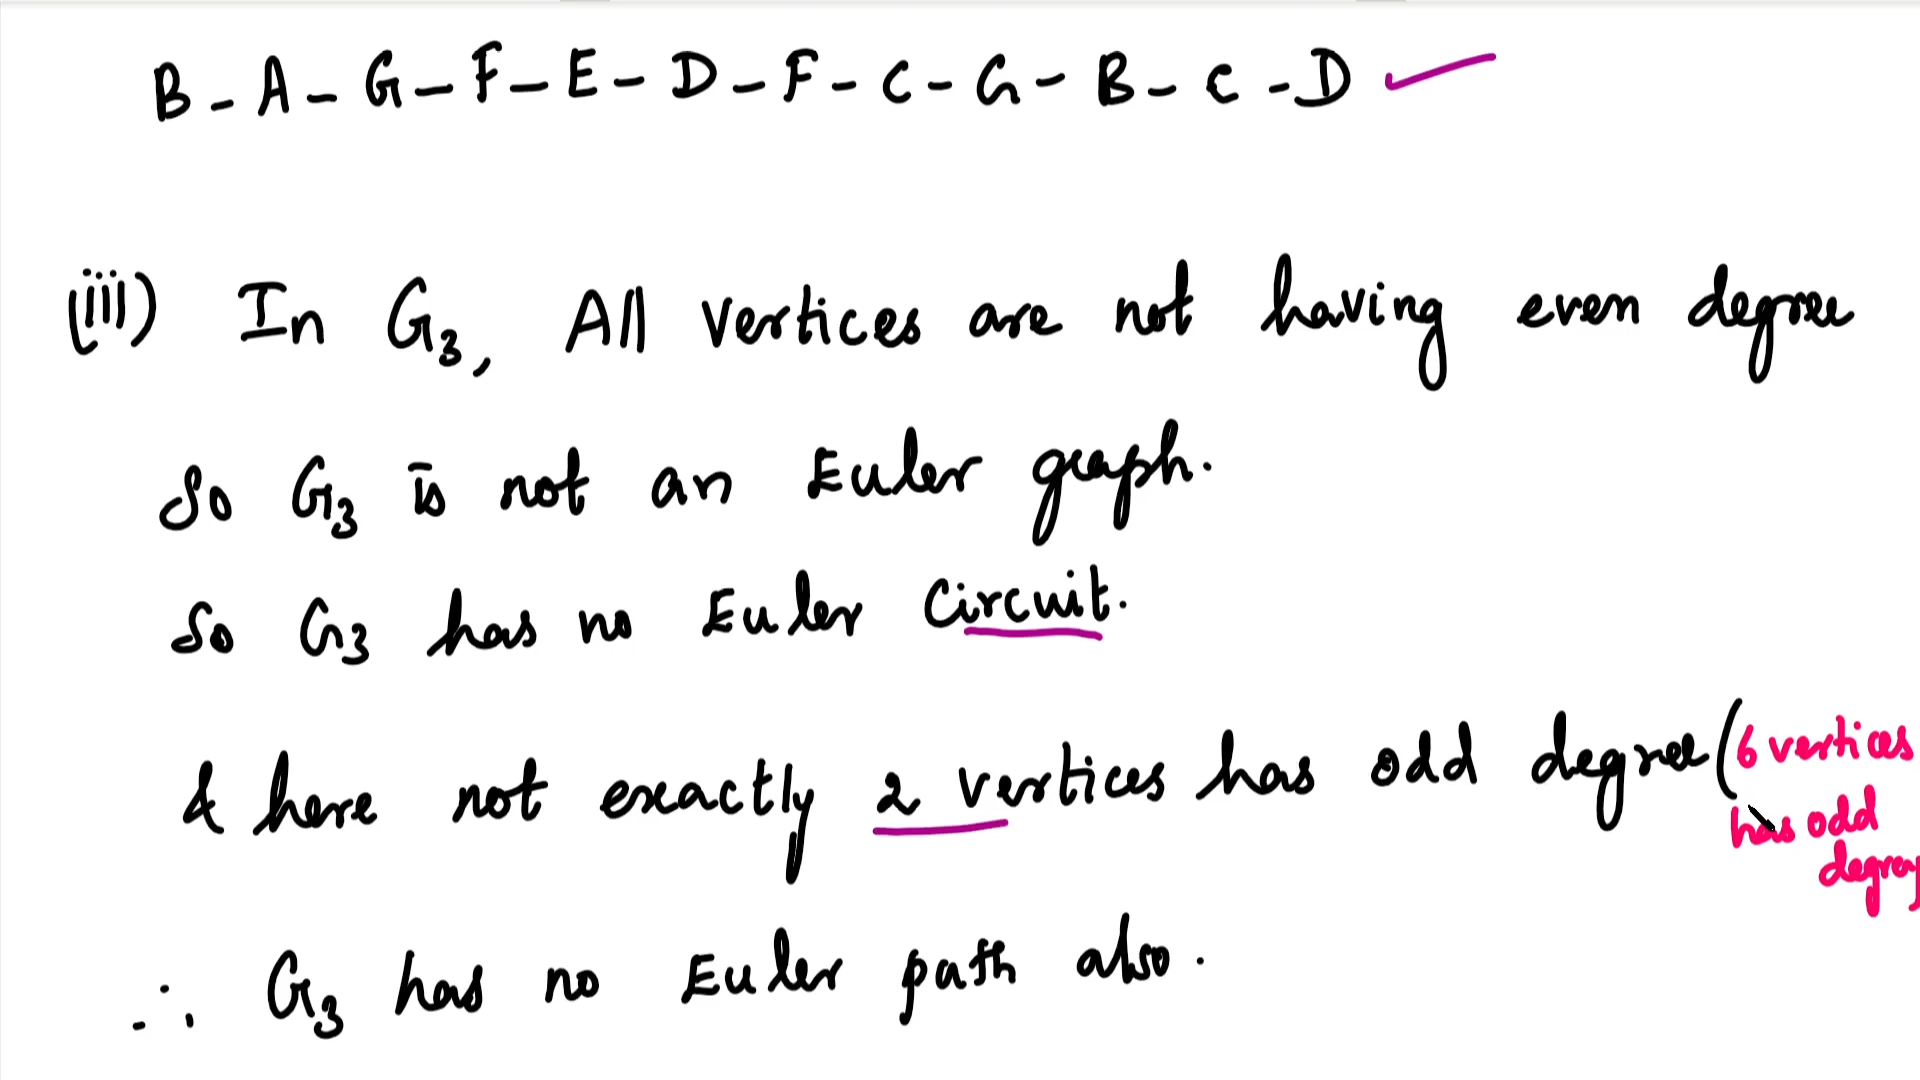 B - A - G - F - E - D - F - C - G - B - C - D
(iii) In G₃, All vertices are not having even degree
So G₃ is not an Euler graph.
So G₃ has no Euler Circuit.
& here not exactly 2 vertices has odd degree (6 vertices
has odd
degree)
∴ G₃ has no Euler path also.